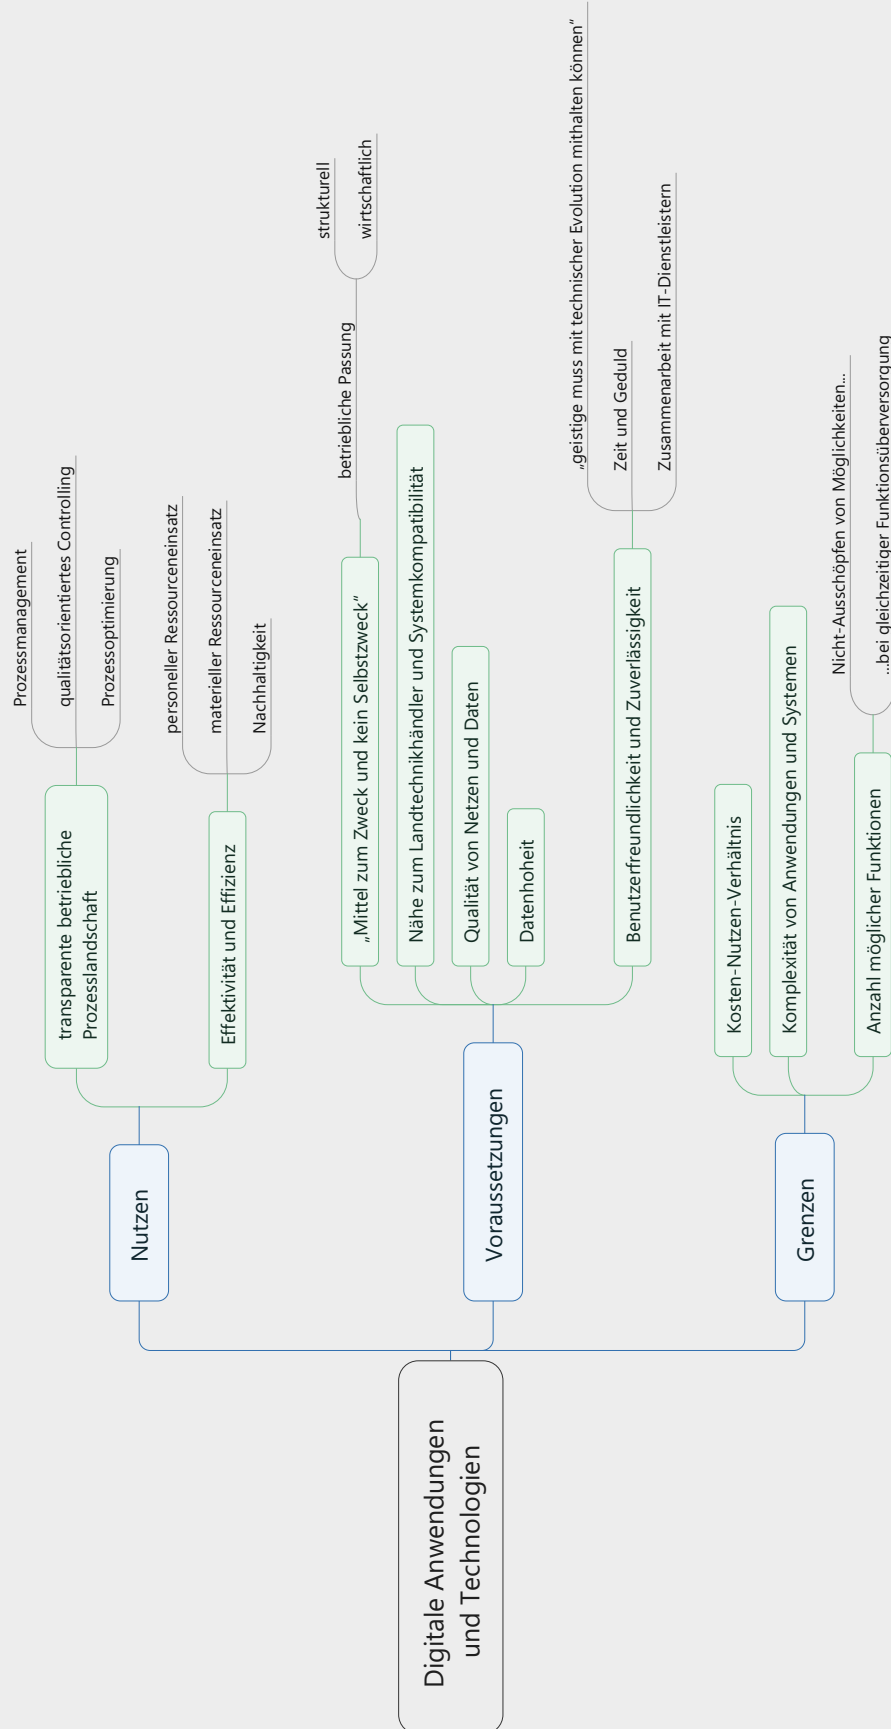 Digitale Anwendungen
und Technologien
Nutzen
transparente betriebliche
Prozesslandschaft
Prozessmanagement
qualitätsorientiertes Controlling
Prozessoptimierung
Effektivität und Effizienz
personeller Ressourceneinsatz
materieller Ressourceneinsatz
Nachhaltigkeit
Voraussetzungen
„Mittel zum Zweck und kein Selbstzweck“
betriebliche Passung
strukturell
wirtschaftlich
Nähe zum Landtechnikhändler und Systemkompatibilität
Qualität von Netzen und Daten
Datenhoheit
Benutzerfreundlichkeit und Zuverlässigkeit
„geistige muss mit technischer Evolution mithalten können“
Zeit und Geduld
Zusammenarbeit mit IT-Dienstleistern
Grenzen
Kosten-Nutzen-Verhältnis
Komplexität von Anwendungen und Systemen
Anzahl möglicher Funktionen
Nicht-Ausschöpfen von Möglichkeiten...
...bei gleichzeitiger Funktionsüberversorgung